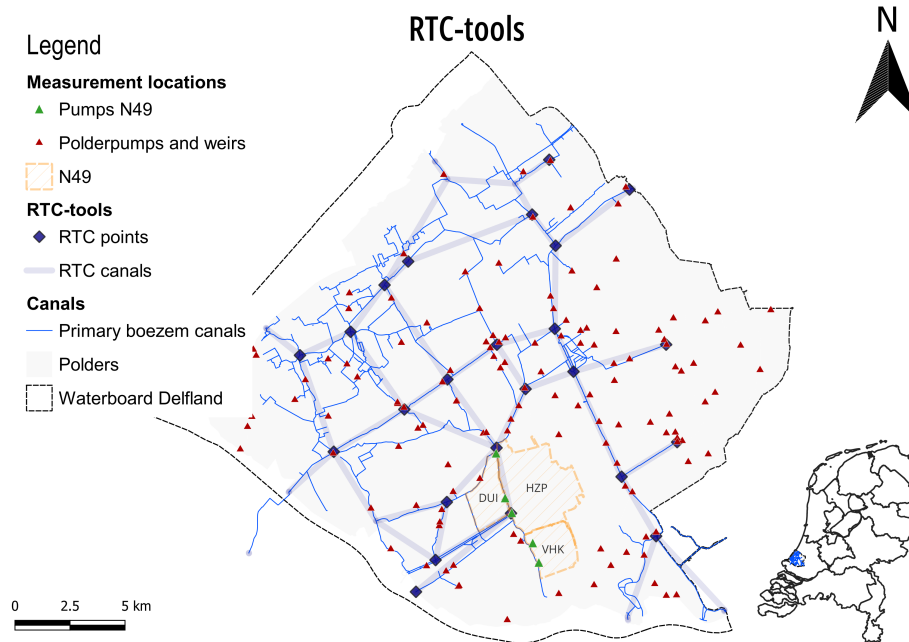 RTC-tools
N
Legend
Measurement locations
Pumps N49
Polderpumps and weirs
N49
RTC-tools
RTC points
RTC canals
Canals
Primary boezem canals
Polders
Waterboard Delfland
DUI
HZP
VHK
0 2.5 5 km